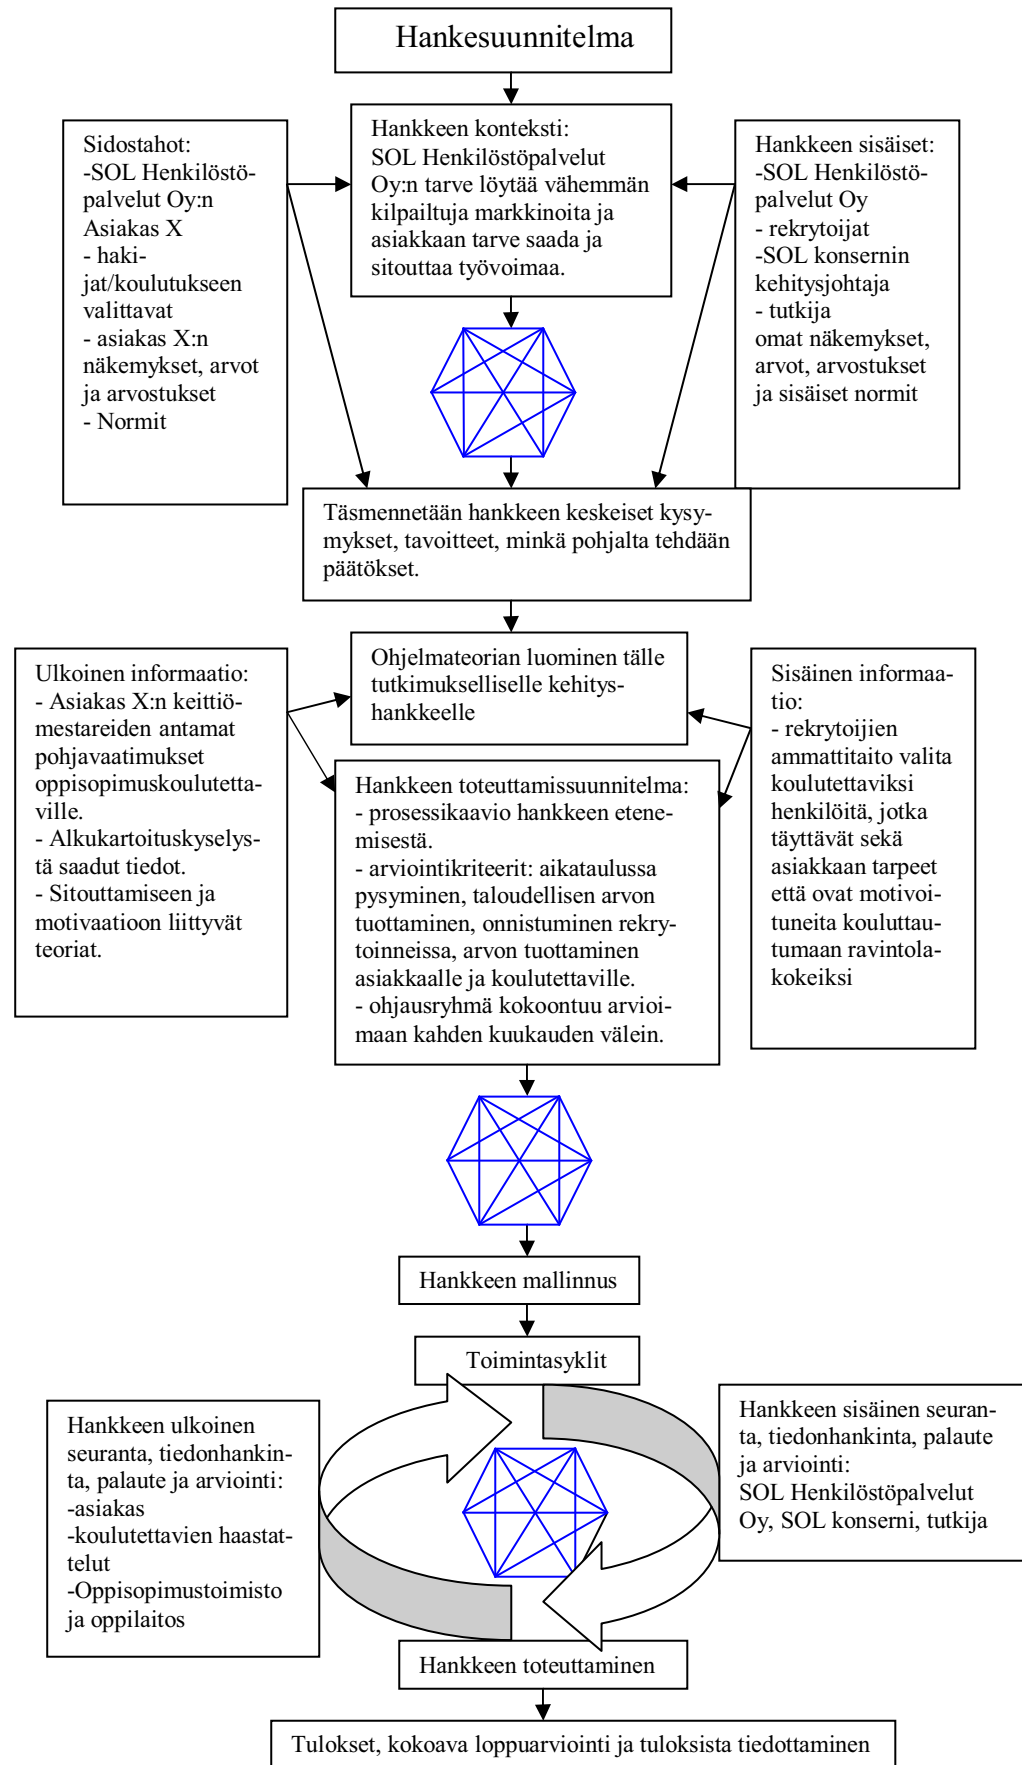 Hankesuunnitelma
Hankkeen konteksti:
SOL Henkilöstöpalvelut
Oy:n tarve löytää vähemmän
kilpailtuja markkinoita ja
asiakkaan tarve saada ja
sitouttaa työvoimaa.
Sidostahot:
-SOL Henkilöstö-
palvelut Oy:n
Asiakas X
- haki-
jat/koulutukseen
valittavat
- asiakas X:n
näkemykset, arvot
ja arvostukset
- Normit
Hankkeen sisäiset:
-SOL Henkilöstö-
palvelut Oy
- rekrytoijat
-SOL konsernin
kehitysjohtaja
- tutkija
omat näkemykset,
arvot, arvostukset
ja sisäiset normit
Täsmennetään hankkeen keskeiset kysy-
mykset, tavoitteet, minkä pohjalta tehdään
päätökset.
Ohjelmateorian luominen tälle
tutkimukselliselle kehitys-
hankkeelle
Ulkoinen informaatio:
- Asiakas X:n keittiö-
mestareiden antamat
pohjavaatimukset
oppisopimuskoulutetta-
ville.
- Alkukartoituskyselys-
tä saadut tiedot.
- Sitouttamiseen ja
motivaatioon liittyvät
teoriat.
Sisäinen informaa-
tio:
- rekrytoijien
ammattitaito valita
koulutettaviksi
henkilöitä, jotka
täyttävät sekä
asiakkaan tarpeet
että ovat motivoi-
tuneita kouluttau-
tumaan ravintola-
kokeiksi
Hankkeen toteuttamissuunnitelma:
- prosessikaavio hankkeen etene-
misestä.
- arviointikriteerit: aikataulussa
pysyminen, taloudellisen arvon
tuottaminen, onnistuminen rekry-
toinneissa, arvon tuottaminen
asiakkaalle ja koulutettaville.
- ohjausryhmä kokoontuu arvioi-
maan kahden kuukauden välein.
Hankkeen mallinnus
Toimintasyklit
Hankkeen ulkoinen
seuranta, tiedonhankin-
ta, palaute ja arviointi:
-asiakas
-koulutettavien haastat-
telut
-Oppisopimustoimisto
ja oppilaitos
Hankkeen sisäinen seuran-
ta, tiedonhankinta, palaute
ja arviointi:
SOL Henkilöstöpalvelut
Oy, SOL konserni, tutkija
Hankkeen toteuttaminen
Tulokset, kokoava loppuarviointi ja tuloksista tiedottaminen